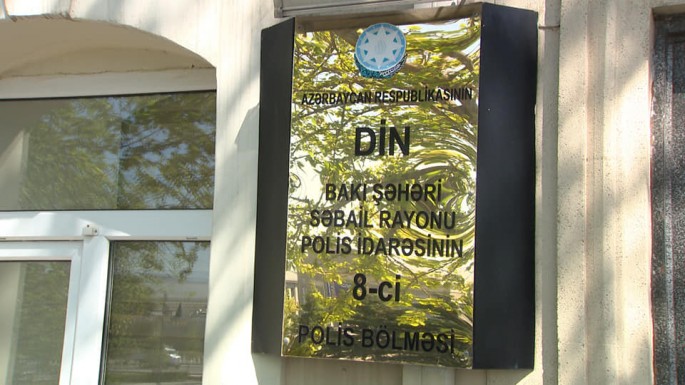 AZƏRBAYCAN RESPUBLİKASININ
DİN
BAKI ŞƏHƏRİ
SƏBAİL RAYONU
POLİS İDARƏSİNİN
8-ci
POLİS BÖLMƏSİ